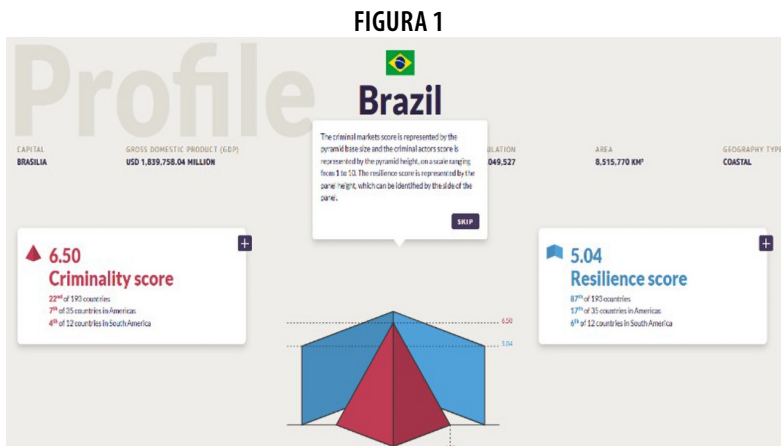 FIGURA 1
Profile
Brazil
CAPITAL
BRASILIA
GROSS DOMESTIC PRODUCT (GDP)
USD 1,839,758.04 MILLION
ULATION
049,527
AREA
8,515,770 KM²
GEOGRAPHY TYPE
COASTAL
The criminal markets score is represented by the
pyramid base size and the criminal actors score is
represented by the pyramid height, on a scale ranging
from 1 to 10. The resilience score is represented by the
panel height, which can be identified by the side of the
panel.
SKIP
6.50
Criminality score
22nd of 193 countries
7th of 35 countries in Americas
4th of 12 countries in South America
5.04
Resilience score
87th of 193 countries
17th of 35 countries in Americas
6th of 12 countries in South America
6.50
5.04